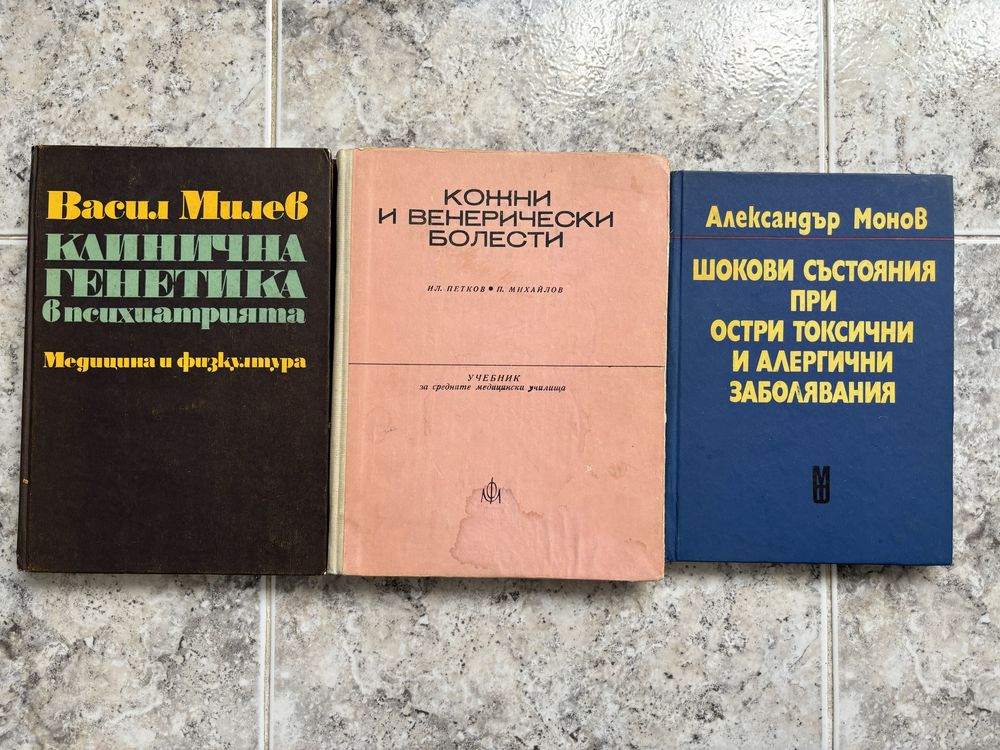 Васил Милев
КЛИНИЧНА
ГЕНЕТИКА
в психиатрията
Медицина и физкултура
КОЖНИ
И ВЕНЕРИЧЕСКИ
БОЛЕСТИ
ИЛ. ПЕТКОВ • П. МИХАЙЛОВ
УЧЕБНИК
за средните медицински училища
Александър Монов
ШОКОВИ СЪСТОЯНИЯ
ПРИ
ОСТРИ ТОКСИЧНИ
И АЛЕРГИЧНИ
ЗАБОЛЯВАНИЯ